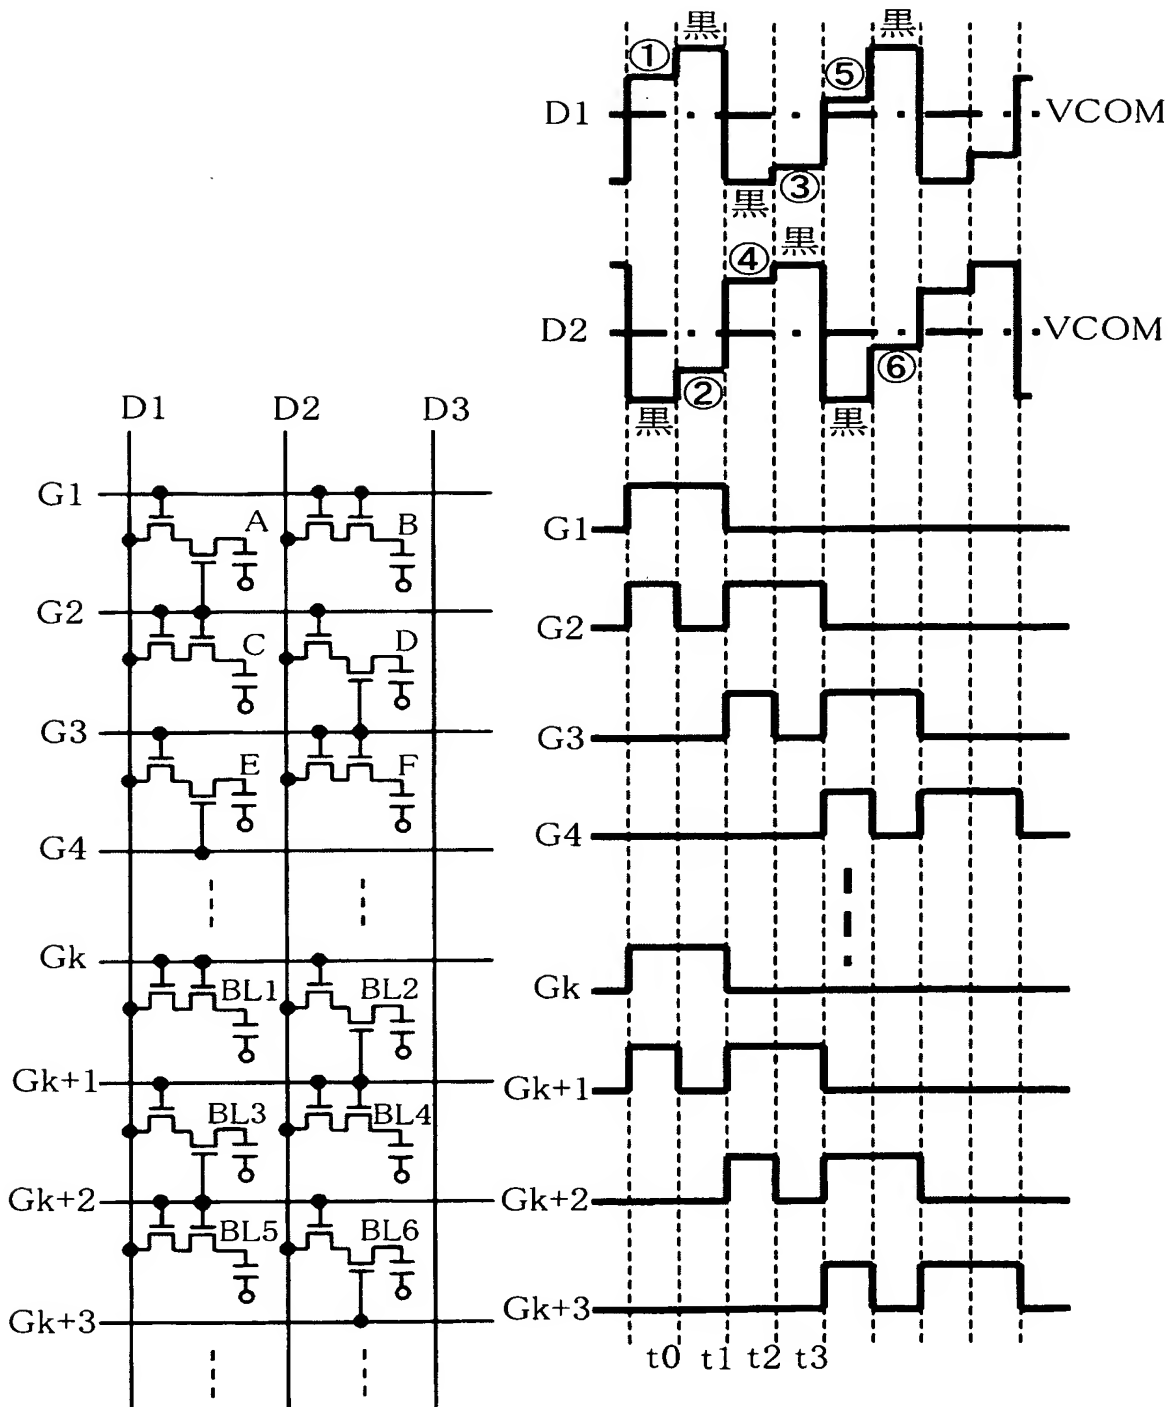 黒
① ⑤ 黒
D1 VCOM
黒 ③
④ 黒
D2 VCOM
黒 ② 黒 ⑥
D1 D2 D3
G1 A B
G2 C D
G3 E F
G4
Gk BL1 BL2
Gk+1 BL3 BL4
Gk+2 BL5 BL6
Gk+3
G1
G2
G3
G4
Gk
Gk+1
Gk+2
Gk+3
t0 t1 t2 t3